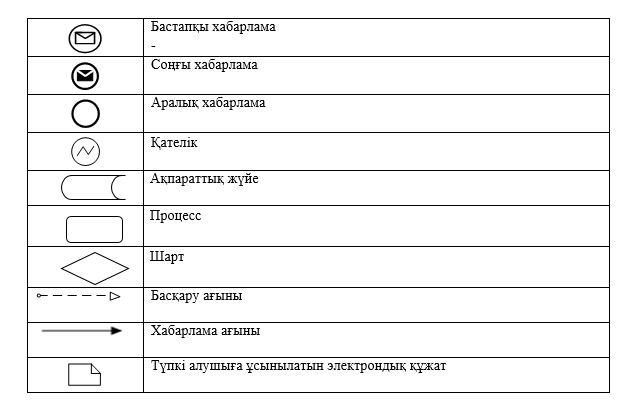 Бастапқы хабарлама
-
Соңғы хабарлама
Аралық хабарлама
Қателік
Ақпараттық жүйе
Процесс
Шарт
Басқару ағыны
Хабарлама ағыны
Түпкі алушыға ұсынылатын электрондық құжат